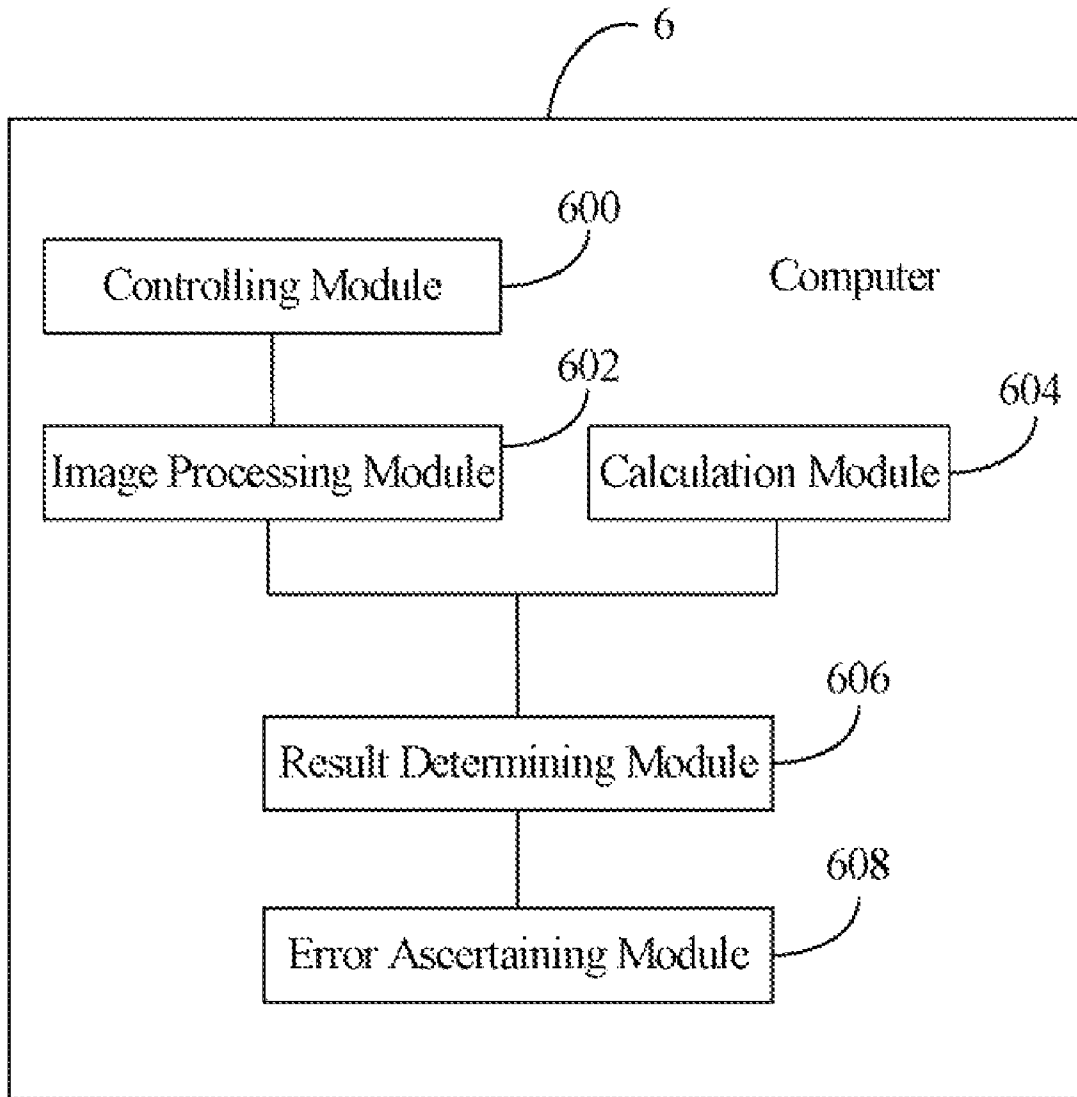 6
600
Controlling Module
Computer
602
604
Image Processing Module
Calculation Module
606
Result Determining Module
608
Error Ascertaining Module